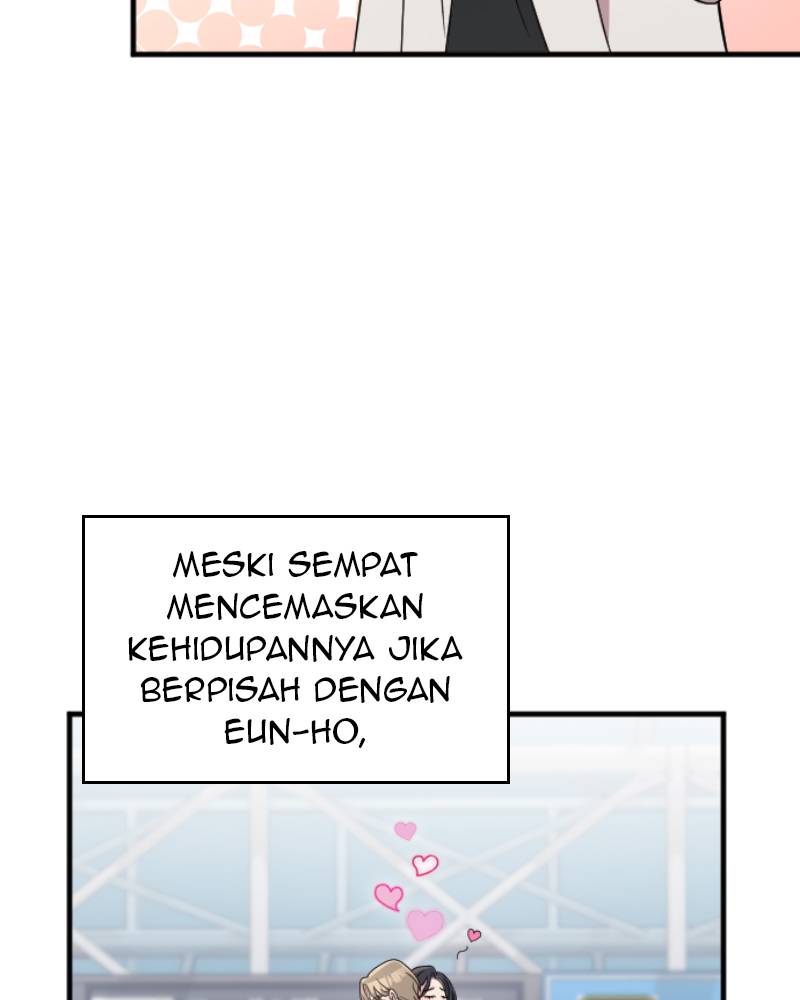 MESKI SEMPAT
MENCEMASKAN
KEHIDUPANNYA JIKA
BERPISAH DENGAN
EUN-HO,